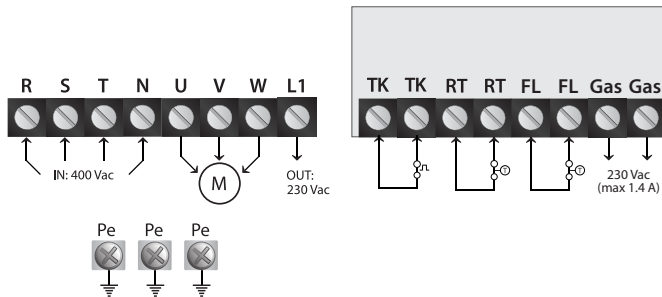 R S T N U V W L1
IN: 400 Vac
M
OUT:
230 Vac
Pe Pe Pe
TK TK RT RT FL FL Gas Gas
T
T
230 Vac
(max 1.4 A)